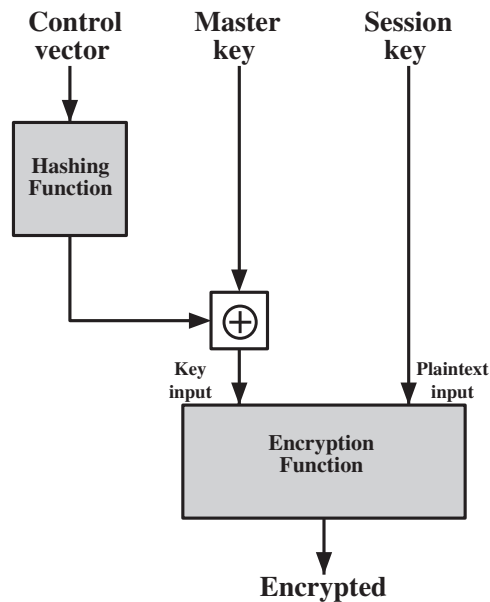 Control
vector
Master
key
Session
key
Hashing
Function
Key
input
Plaintext
input
Encryption
Function
Encrypted